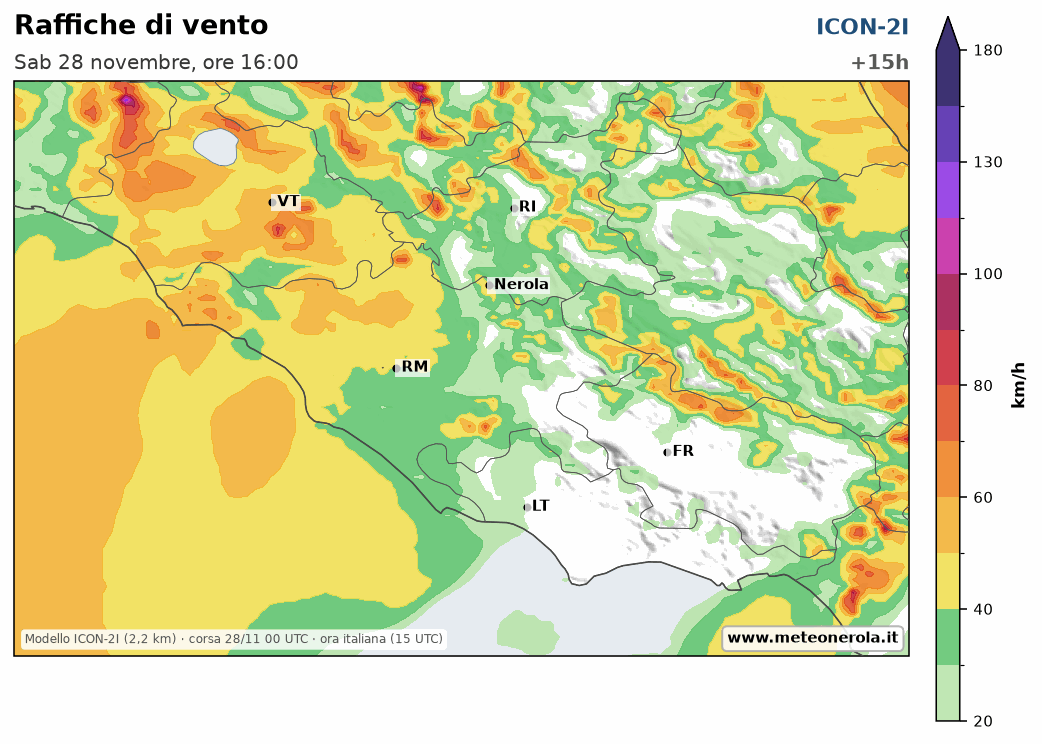 Raffiche di vento
ICON-2I
Sab 28 novembre, ore 16:00
+15h
180
130
100
80
60
40
20
km/h
VT
RI
Nerola
RM
FR
LT
Modello ICON-2I (2,2 km) · corsa 28/11 00 UTC · ora italiana (15 UTC)
www.meteonerola.it